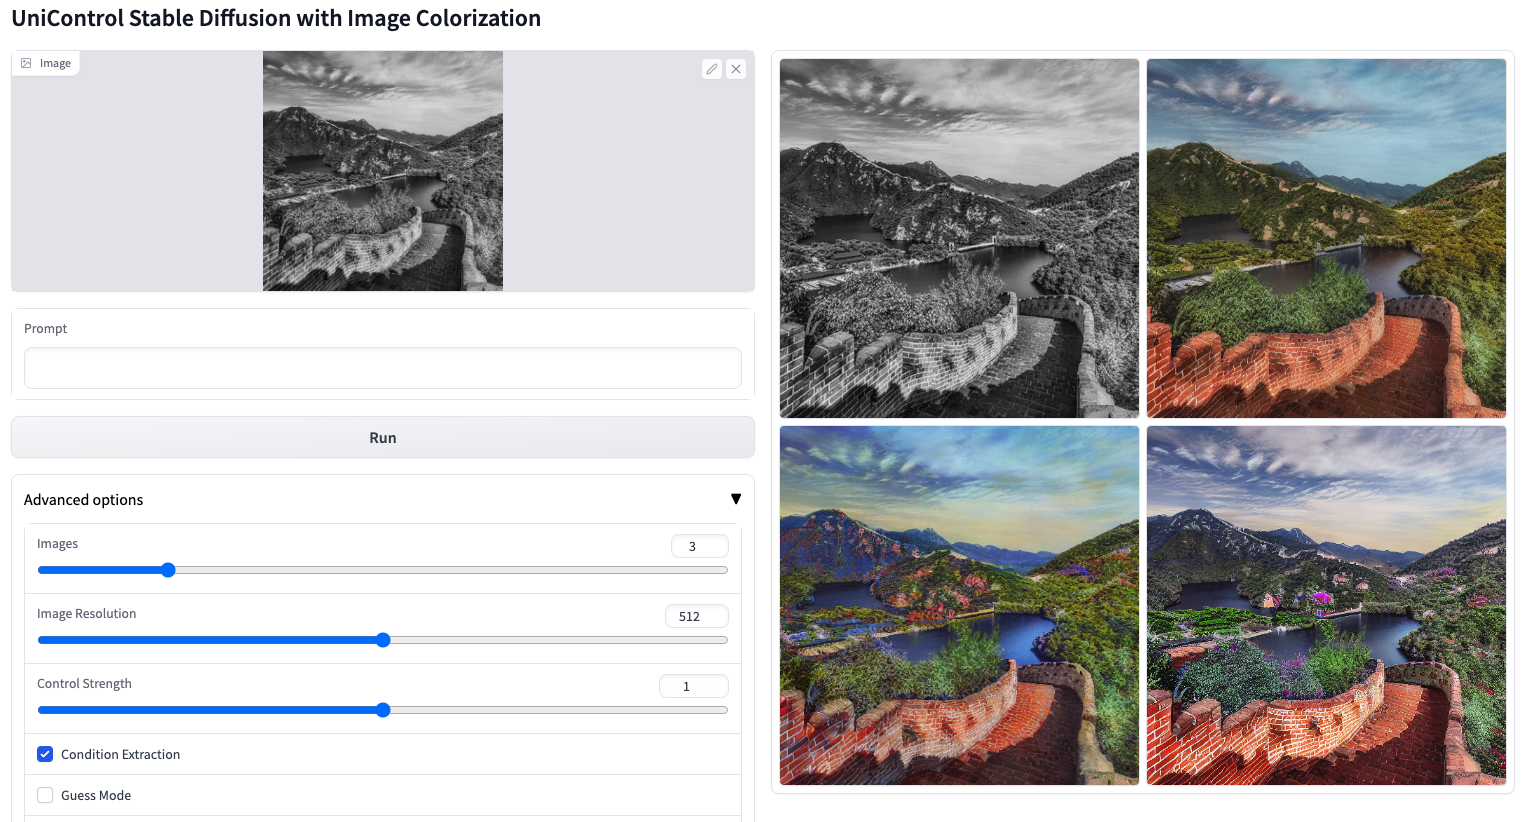 UniControl Stable Diffusion with Image Colorization
Image
Prompt
Run
Advanced options
Images
3
Image Resolution
512
Control Strength
1
Condition Extraction
Guess Mode